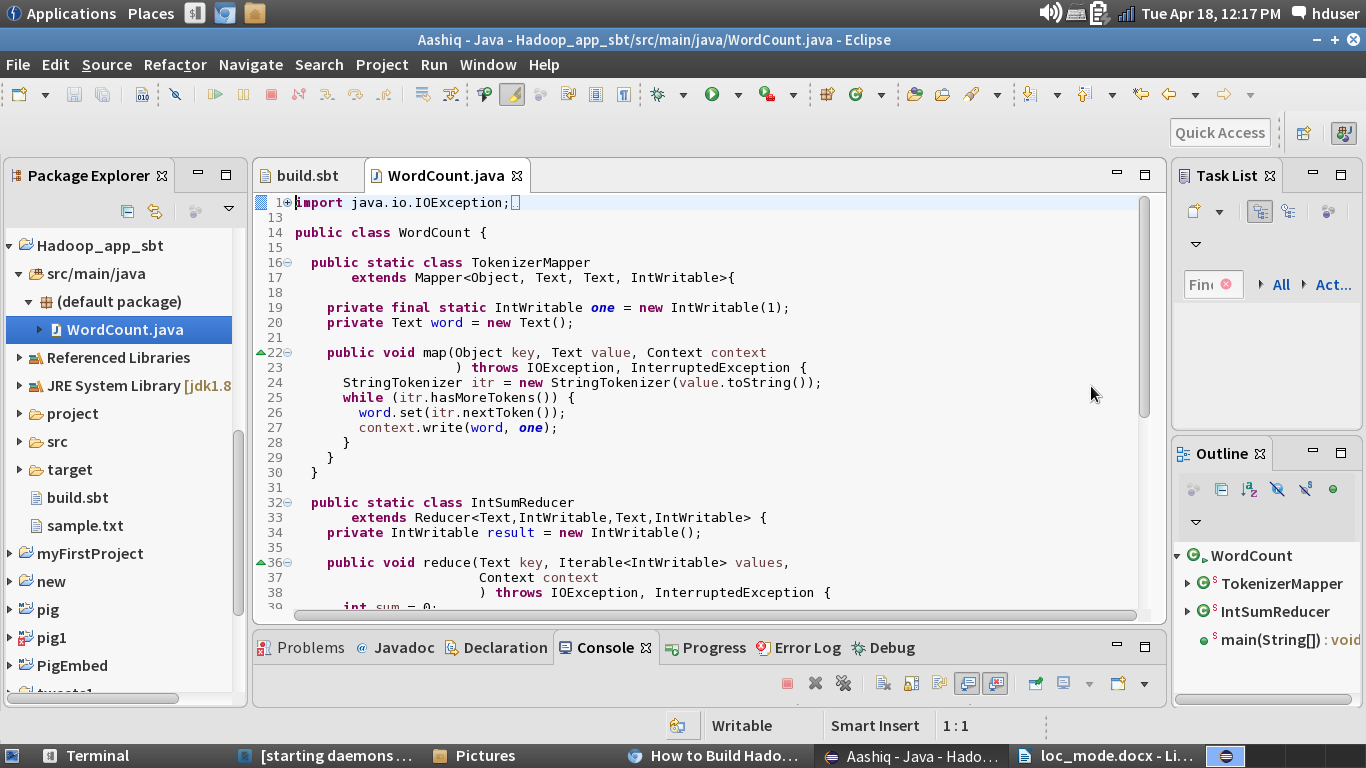 Applications Places Tue Apr 18, 12:17 PM hduser
Aashiq - Java - Hadoop_app_sbt/src/main/java/WordCount.java - Eclipse
File Edit Source Refactor Navigate Search Project Run Window Help
Quick Access
Package Explorer
Hadoop_app_sbt
src/main/java
(default package)
WordCount.java
Referenced Libraries
JRE System Library [jdk1.8
project
src
target
build.sbt
sample.txt
myFirstProject
new
pig
pig1
PigEmbed
build.sbt WordCount.java
1 import java.io.IOException;
13
14 public class WordCount {
15
16 public static class TokenizerMapper
17 extends Mapper<Object, Text, Text, IntWritable>{
18
19 private final static IntWritable one = new IntWritable(1);
20 private Text word = new Text();
21
22 public void map(Object key, Text value, Context context
23 ) throws IOException, InterruptedException {
24 StringTokenizer itr = new StringTokenizer(value.toString());
25 while (itr.hasMoreTokens()) {
26 word.set(itr.nextToken());
27 context.write(word, one);
28 }
29 }
30 }
31
32 public static class IntSumReducer
33 extends Reducer<Text,IntWritable,Text,IntWritable> {
34 private IntWritable result = new IntWritable();
35
36 public void reduce(Text key, Iterable<IntWritable> values,
37 Context context
38 ) throws IOException, InterruptedException {
39 int sum = 0;
Problems Javadoc Declaration Console Progress Error Log Debug
Task List
Find All Act...
Outline
WordCount
TokenizerMapper
IntSumReducer
main(String[]) : void
Writable Smart Insert 1 : 1
Terminal [starting daemons ... Pictures How to Build Hado... Aashiq - Java - Hado... loc_mode.docx - Li...